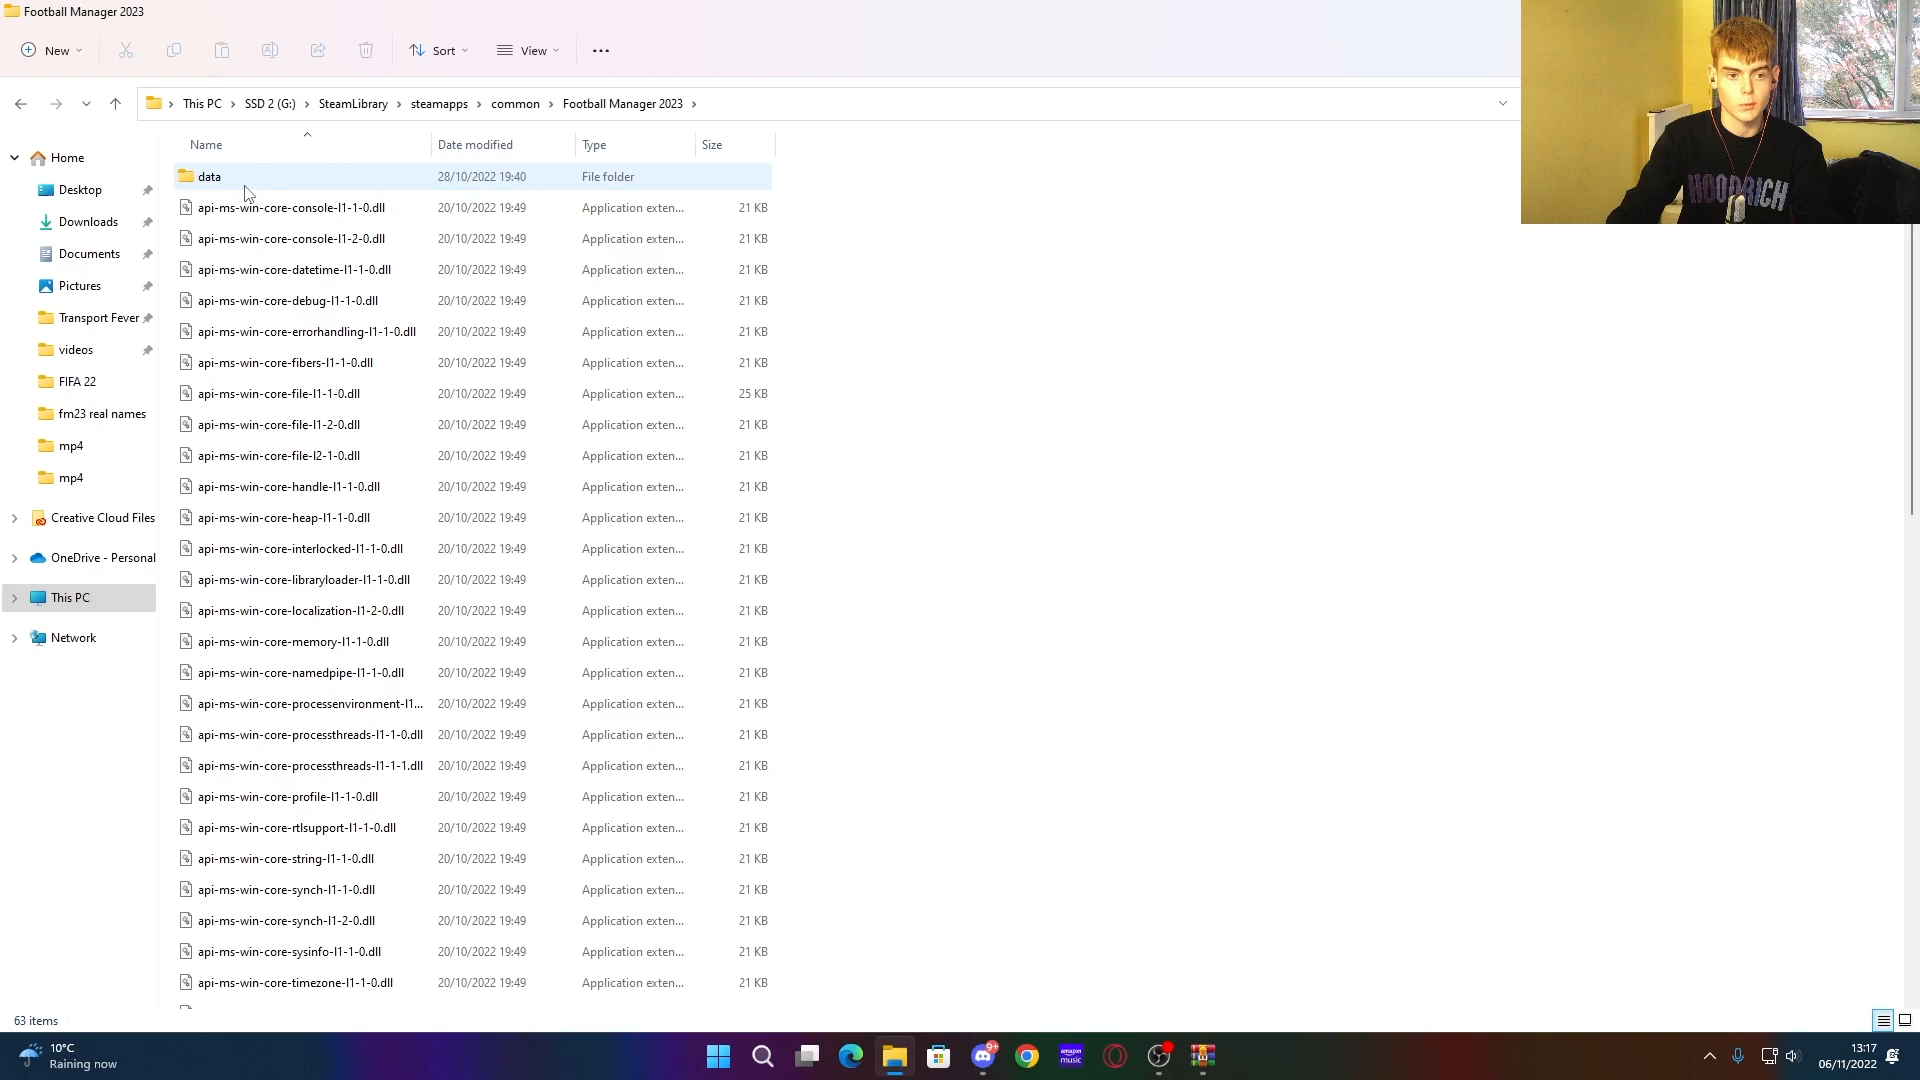 Football Manager 2023
New
Sort
View
This PC > SSD 2 (G:) > SteamLibrary > steamapps > common > Football Manager 2023 >
Name Date modified Type Size
Home
Desktop
Downloads
Documents
Pictures
Transport Fever
videos
FIFA 22
fm23 real names
mp4
mp4
Creative Cloud Files
OneDrive - Personal
This PC
Network
data 28/10/2022 19:40 File folder
api-ms-win-core-console-l1-1-0.dll 20/10/2022 19:49 Application exten... 21 KB
api-ms-win-core-console-l1-2-0.dll 20/10/2022 19:49 Application exten... 21 KB
api-ms-win-core-datetime-l1-1-0.dll 20/10/2022 19:49 Application exten... 21 KB
api-ms-win-core-debug-l1-1-0.dll 20/10/2022 19:49 Application exten... 21 KB
api-ms-win-core-errorhandling-l1-1-0.dll 20/10/2022 19:49 Application exten... 21 KB
api-ms-win-core-fibers-l1-1-0.dll 20/10/2022 19:49 Application exten... 21 KB
api-ms-win-core-file-l1-1-0.dll 20/10/2022 19:49 Application exten... 25 KB
api-ms-win-core-file-l1-2-0.dll 20/10/2022 19:49 Application exten... 21 KB
api-ms-win-core-file-l2-1-0.dll 20/10/2022 19:49 Application exten... 21 KB
api-ms-win-core-handle-l1-1-0.dll 20/10/2022 19:49 Application exten... 21 KB
api-ms-win-core-heap-l1-1-0.dll 20/10/2022 19:49 Application exten... 21 KB
api-ms-win-core-interlocked-l1-1-0.dll 20/10/2022 19:49 Application exten... 21 KB
api-ms-win-core-libraryloader-l1-1-0.dll 20/10/2022 19:49 Application exten... 21 KB
api-ms-win-core-localization-l1-2-0.dll 20/10/2022 19:49 Application exten... 21 KB
api-ms-win-core-memory-l1-1-0.dll 20/10/2022 19:49 Application exten... 21 KB
api-ms-win-core-namedpipe-l1-1-0.dll 20/10/2022 19:49 Application exten... 21 KB
api-ms-win-core-processenvironment-l1... 20/10/2022 19:49 Application exten... 21 KB
api-ms-win-core-processthreads-l1-1-0.dll 20/10/2022 19:49 Application exten... 21 KB
api-ms-win-core-processthreads-l1-1-1.dll 20/10/2022 19:49 Application exten... 21 KB
api-ms-win-core-profile-l1-1-0.dll 20/10/2022 19:49 Application exten... 21 KB
api-ms-win-core-rtlsupport-l1-1-0.dll 20/10/2022 19:49 Application exten... 21 KB
api-ms-win-core-string-l1-1-0.dll 20/10/2022 19:49 Application exten... 21 KB
api-ms-win-core-synch-l1-1-0.dll 20/10/2022 19:49 Application exten... 21 KB
api-ms-win-core-synch-l1-2-0.dll 20/10/2022 19:49 Application exten... 21 KB
api-ms-win-core-sysinfo-l1-1-0.dll 20/10/2022 19:49 Application exten... 21 KB
api-ms-win-core-timezone-l1-1-0.dll 20/10/2022 19:49 Application exten... 21 KB
HOODRICH
63 items
10°C
Raining now
9+
amazon
music
13:17
06/11/2022